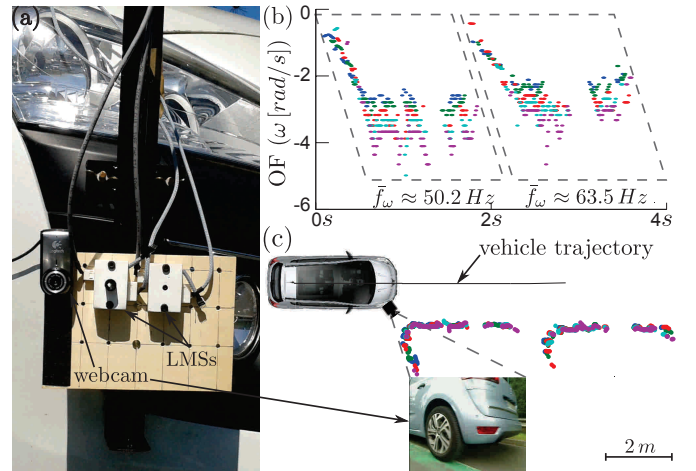 (a)
LMSs
webcam
(b)
OF (ω [rad/s])
0
-2
-4
-6
f̄ω ≈ 50.2 Hz
f̄ω ≈ 63.5 Hz
0s
2s
4s
(c)
vehicle trajectory
2 m